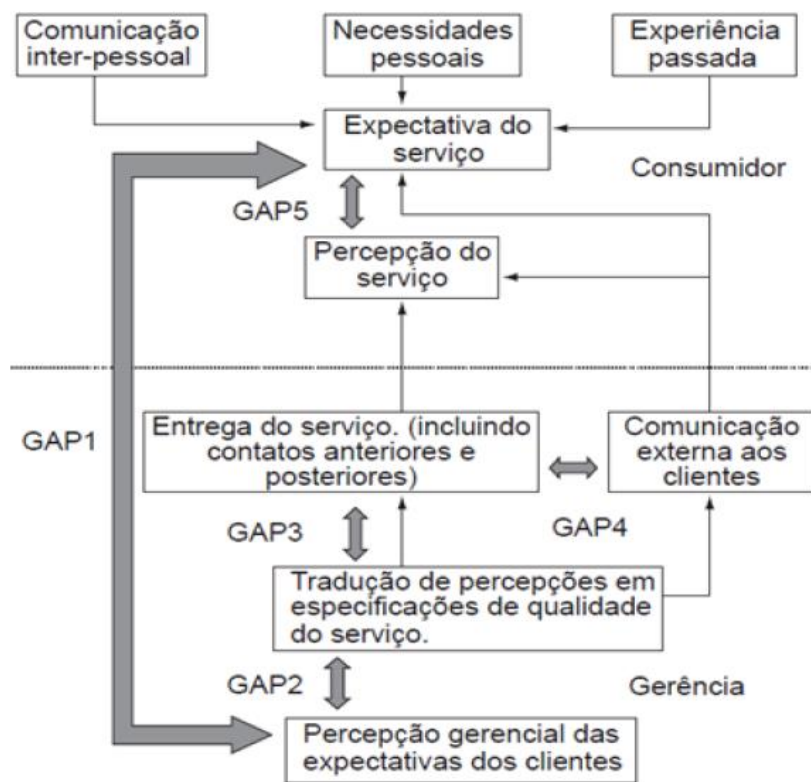 Comunicação
inter-pessoal
Necessidades
pessoais
Experiência
passada
Expectativa do
serviço
Consumidor
GAP5
Percepção do
serviço
GAP1
Entrega do serviço. (incluindo
contatos anteriores e
posteriores)
Comunicação
externa aos
clientes
GAP3
GAP4
Tradução de percepções em
especificações de qualidade
do serviço.
GAP2
Gerência
Percepção gerencial das
expectativas dos clientes